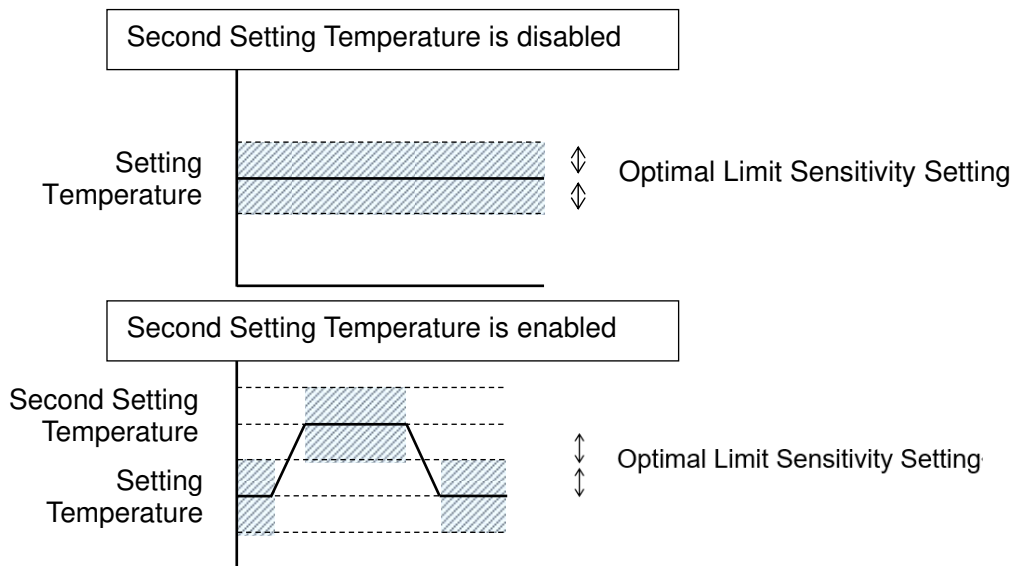 Second Setting Temperature is disabled
Setting
Temperature
Optimal Limit Sensitivity Setting
Second Setting Temperature is enabled
Second Setting
Temperature
Setting
Temperature
Optimal Limit Sensitivity Setting